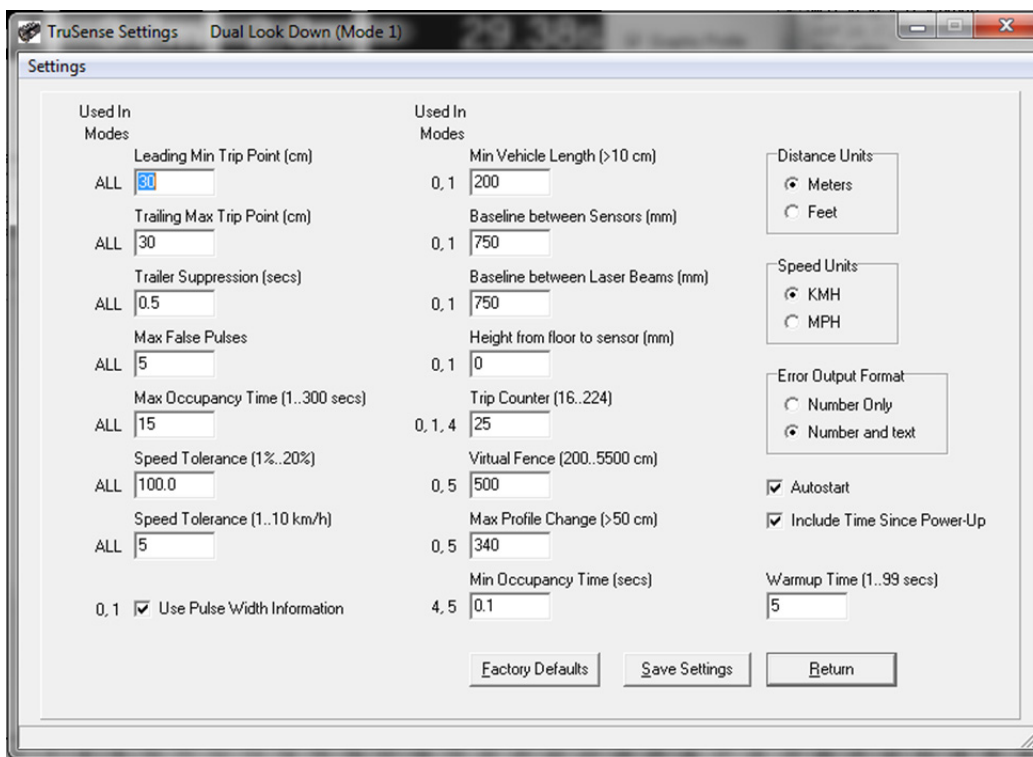 TruSense Settings Dual Look Down (Mode 1)
29.38
Settings
Used In
Modes
Leading Min Trip Point (cm)
ALL 30
Trailing Max Trip Point (cm)
ALL 30
Trailer Suppression (secs)
ALL 0.5
Max False Pulses
ALL 5
Max Occupancy Time (1..300 secs)
ALL 15
Speed Tolerance (1%..20%)
ALL 100.0
Speed Tolerance (1..10 km/h)
ALL 5
0, 1 Use Pulse Width Information
Used In
Modes
Min Vehicle Length (>10 cm)
0, 1 200
Baseline between Sensors (mm)
0, 1 750
Baseline between Laser Beams (mm)
0, 1 750
Height from floor to sensor (mm)
0, 1 0
Trip Counter (16..224)
0, 1, 4 25
Virtual Fence (200..5500 cm)
0, 5 500
Max Profile Change (>50 cm)
0, 5 340
Min Occupancy Time (secs)
4, 5 0.1
Distance Units
Meters
Feet
Speed Units
KMH
MPH
Error Output Format
Number Only
Number and text
Autostart
Include Time Since Power-Up
Warmup Time (1..99 secs)
5
Factory Defaults Save Settings Return